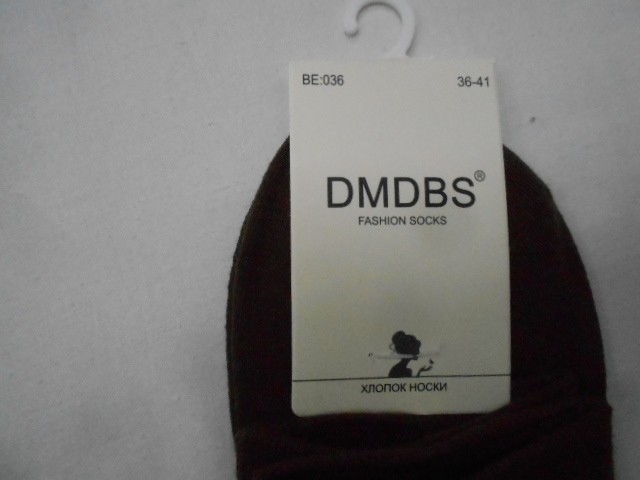 BE:036 36-41
DMDBS®
FASHION SOCKS
ХЛОПОК НОСКИ